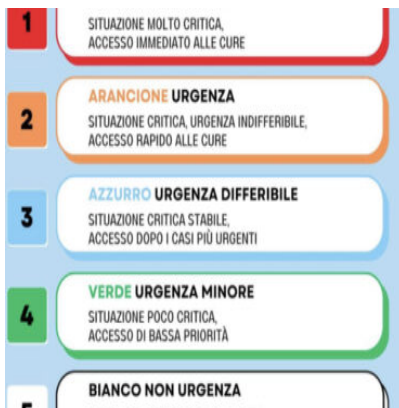 1
SITUAZIONE MOLTO CRITICA,
ACCESSO IMMEDIATO ALLE CURE
2
ARANCIONE URGENZA
SITUAZIONE CRITICA, URGENZA INDIFFERIBILE,
ACCESSO RAPIDO ALLE CURE
3
AZZURRO URGENZA DIFFERIBILE
SITUAZIONE CRITICA STABILE,
ACCESSO DOPO I CASI PIÙ URGENTI
4
VERDE URGENZA MINORE
SITUAZIONE POCO CRITICA,
ACCESSO DI BASSA PRIORITÀ
5
BIANCO NON URGENZA